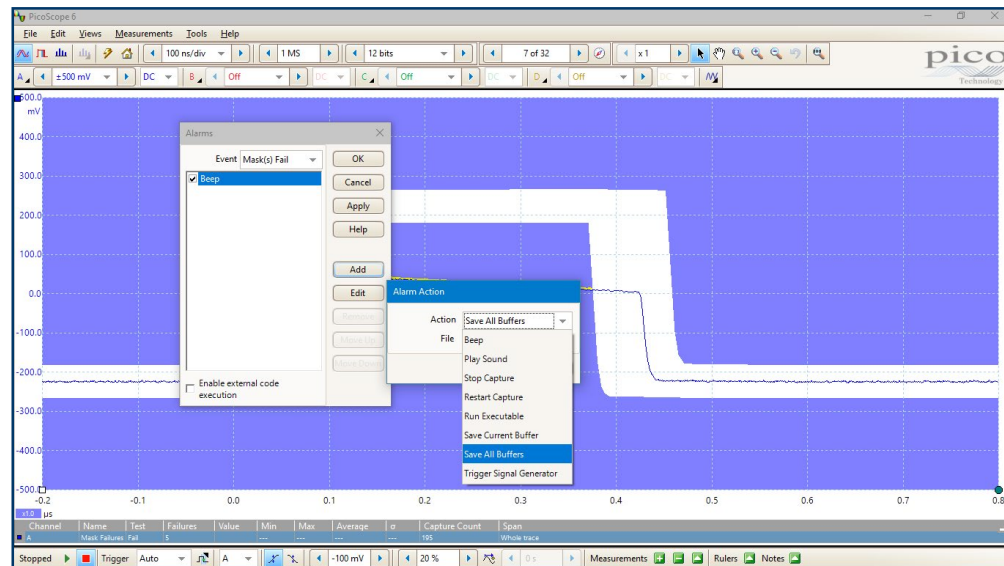 PicoScope 6
File Edit Views Measurements Tools Help
100 ns/div 1 MS 12 bits 7 of 32 x 1
pico
Technology
A ±500 mV DC B Off DC C Off DC D Off DC
500.0
mV
400.0
300.0
200.0
100.0
0.0
-100.0
-200.0
-300.0
-400.0
-500.0
Alarms
Event Mask(s) Fail
Beep
OK
Cancel
Apply
Help
Add
Edit
Remove
Move Up
Move Down
Enable external code
execution
Alarm Action
Action Save All Buffers
File
Beep
Play Sound
Stop Capture
Restart Capture
Run Executable
Save Current Buffer
Save All Buffers
Trigger Signal Generator
-0.2 -0.1 0.0 0.1 0.2 0.3 0.4 0.5 0.6 0.7 0.8
x1.0 µs
Channel Name Test Failures Value Min Max Average σ Capture Count Span
A Mask Failures Fail 5 --- --- --- --- --- 195 Whole trace
Stopped Trigger Auto A -100 mV 20 % 0 s Measurements Rulers Notes